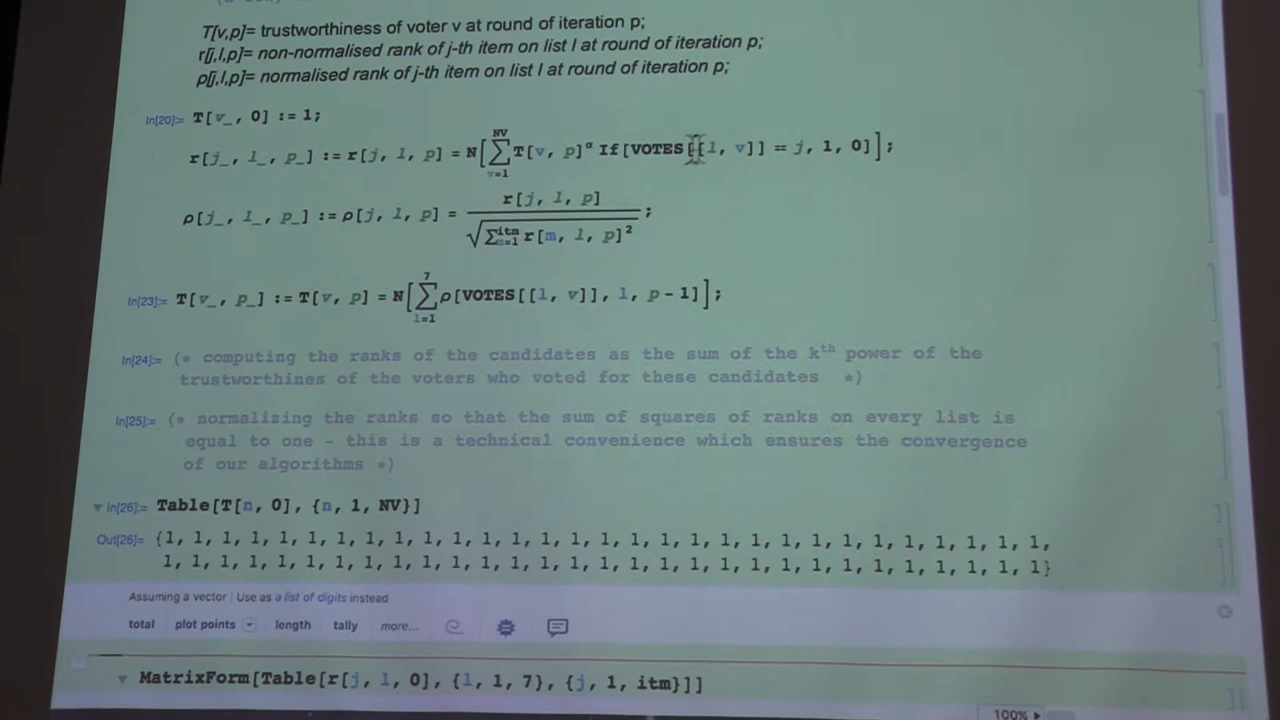 T[v,p]= trustworthiness of voter v at round of iteration p;
r[j,l,p]= non-normalised rank of j-th item on list l at round of iteration p;
ρ[j,l,p]= normalised rank of j-th item on list l at round of iteration p;
In[20]:= T[v_, 0] := 1;
r[j_, l_, p_] := r[j, l, p] = N[∑_{v=1}^{NV} T[v, p]^α If[VOTES[[l, v]] == j, 1, 0]];
ρ[j_, l_, p_] := ρ[j, l, p] = r[j, l, p] / √(∑_{m=1}^{itm} r[m, l, p]^2);
In[23]:= T[v_, p_] := T[v, p] = N[∑_{l=1}^{7} ρ[VOTES[[l, v]], l, p - 1]];
In[24]:= (* computing the ranks of the candidates as the sum of the k^th power of the
trustworthines of the voters who voted for these candidates *)
In[25]:= (* normalizing the ranks so that the sum of squares of ranks on every list is
equal to one - this is a technical convenience which ensures the convergence
of our algorithms *)
In[26]:= Table[T[n, 0], {n, 1, NV}]
Out[26]= {1, 1, 1, 1, 1, 1, 1, 1, 1, 1, 1, 1, 1, 1, 1, 1, 1, 1, 1, 1, 1, 1, 1, 1, 1, 1, 1, 1, 1, 1,
1, 1, 1, 1, 1, 1, 1, 1, 1, 1, 1, 1, 1, 1, 1, 1, 1, 1, 1, 1, 1, 1, 1, 1, 1, 1, 1, 1, 1, 1}
Assuming a vector | Use as a list of digits instead
total plot points length tally more...
MatrixForm[Table[r[j, l, 0], {l, 1, 7}, {j, 1, itm}]]
100%